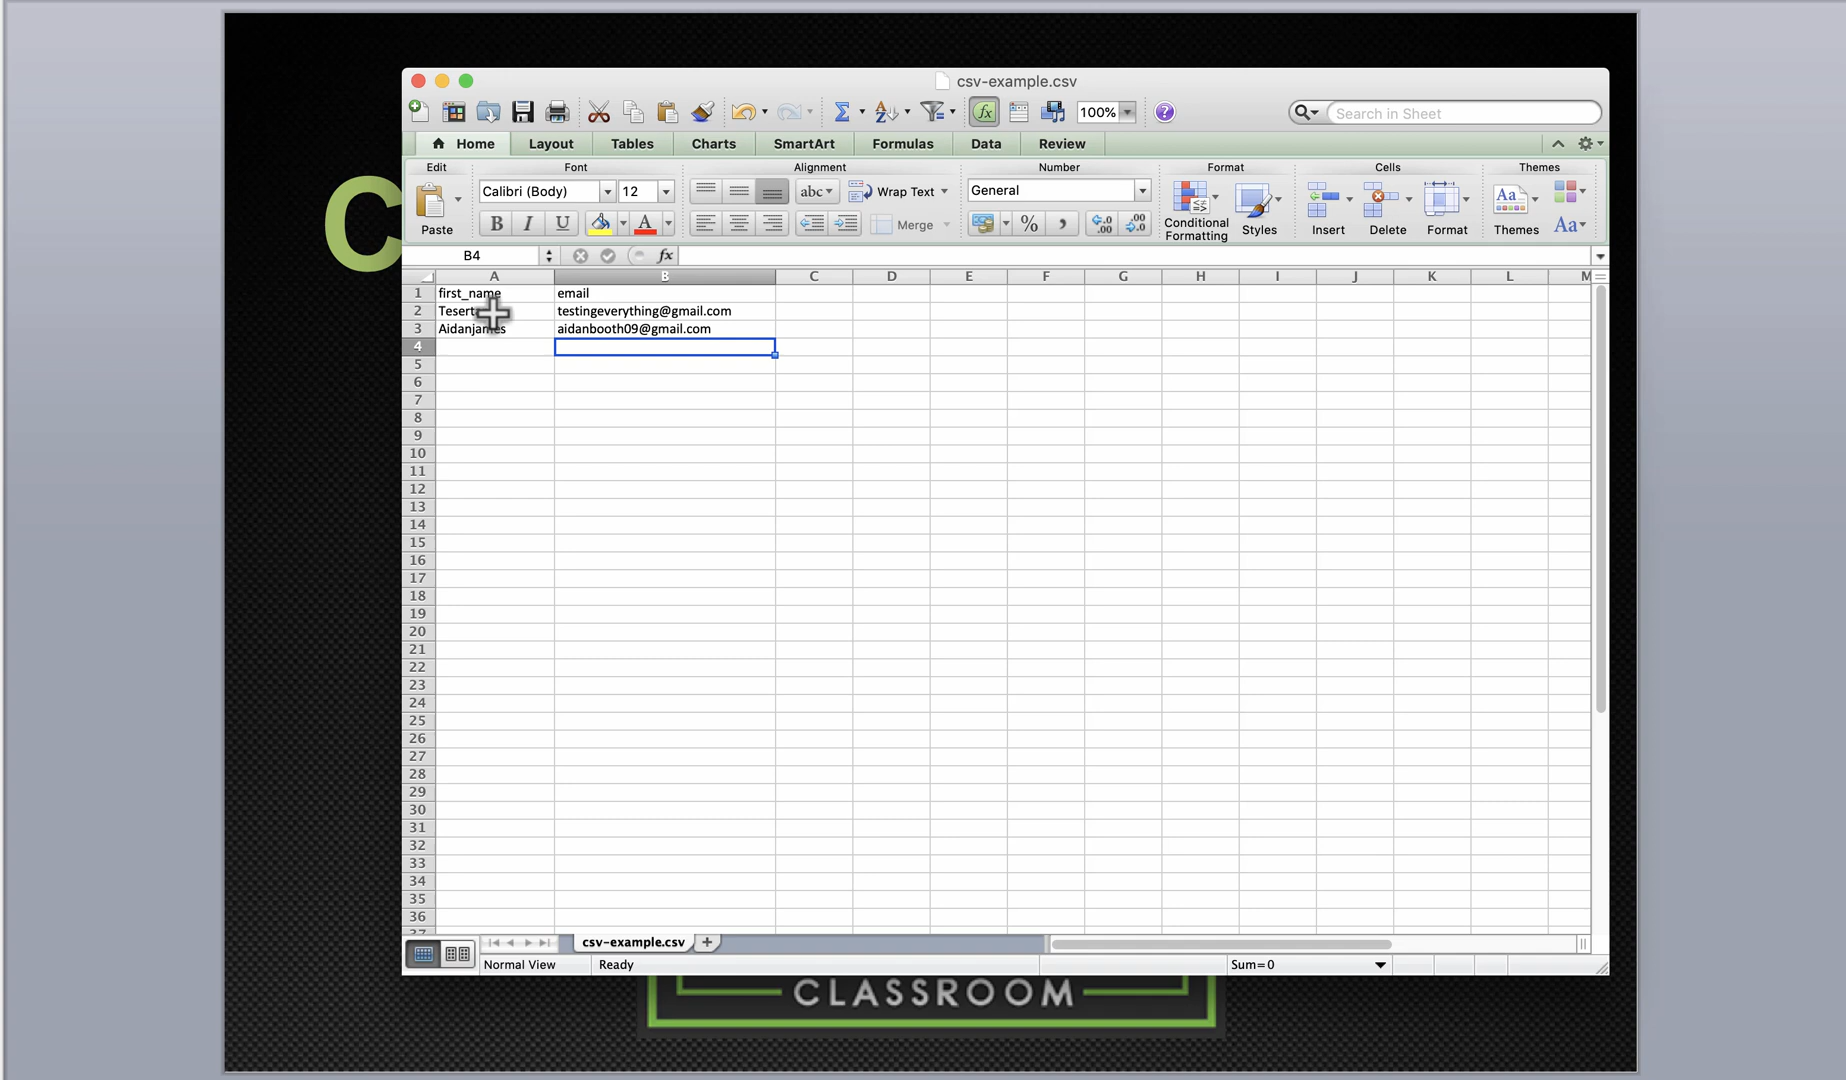 csv-example.csv
100%
Search in Sheet
Home Layout Tables Charts SmartArt Formulas Data Review
Edit Font Alignment Number Format Cells Themes
Calibri (Body) 12 abc Wrap Text General
Paste B I U A Merge % Conditional Formatting Styles Insert Delete Format Themes Aa
B4 fx
A B C D E F G H I J K L M
1 first_name email
2 testingeverything@gmail.com
3 Aidanjames aidanbooth09@gmail.com
4
5
6
7
8
9
10
11
12
13
14
15
16
17
18
19
20
21
22
23
24
25
26
27
28
29
30
31
32
33
34
35
36
37
csv-example.csv
Normal View Ready Sum=0
C
CLASSROOM